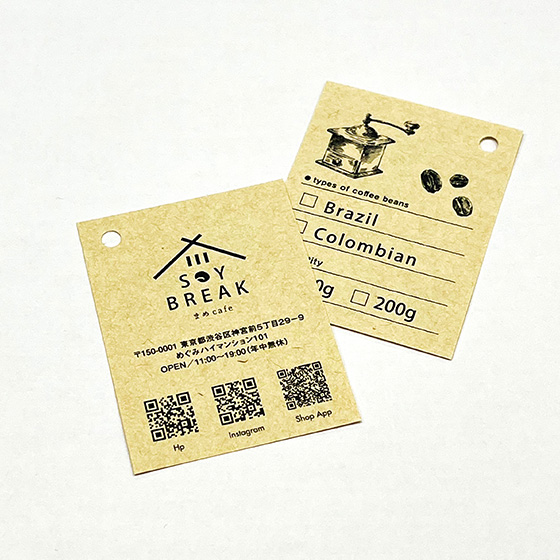 SOY
BREAK
まめcafe
〒150-0001 東京都渋谷区神宮前5丁目29-9
めぐみハイマンション101
OPEN/11:00~19:00(年中無休)
Hp
Instagram
Shop App
● types of coffee beans
Brazil
Colombian
200g